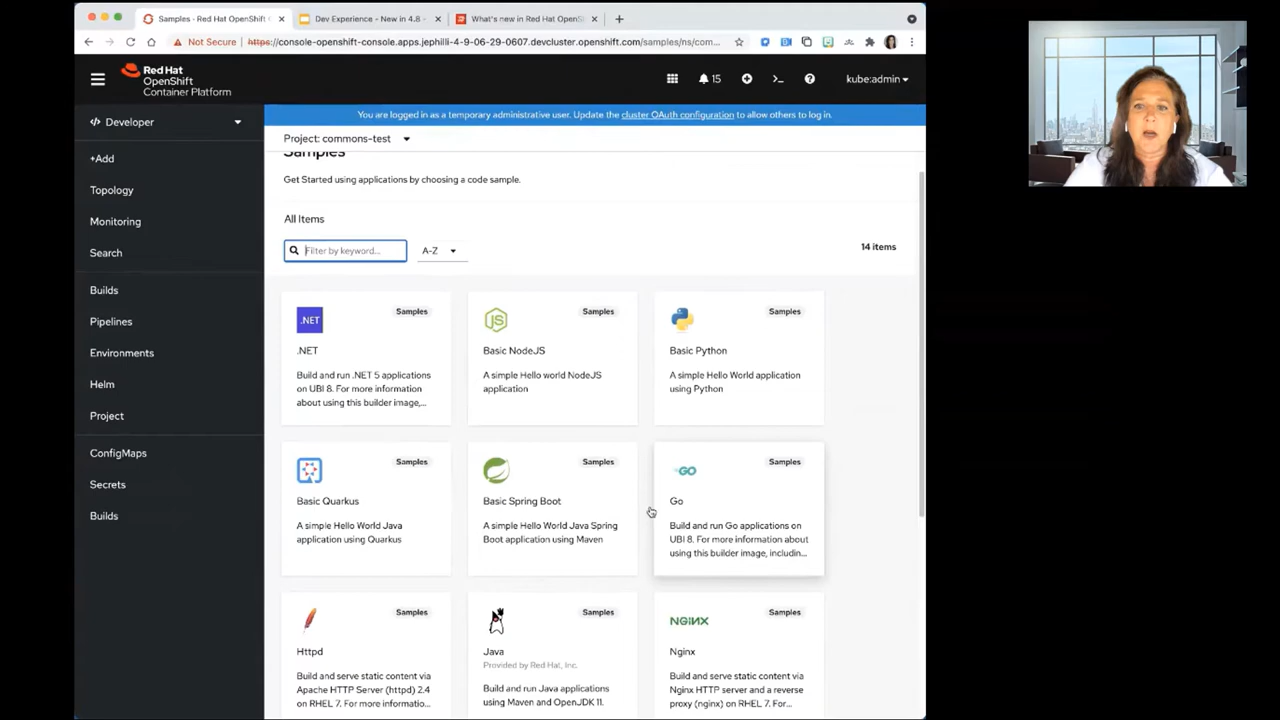 Samples - Red Hat OpenShift C
Dev Experience - New in 4.8 -
What's new in Red Hat OpenS
Not Secure
https://console-openshift-console.apps.jephilli-4-9-06-29-0607.devcluster.openshift.com/samples/ns/com...
Red Hat
OpenShift
Container Platform
15
kube:admin
Developer
You are logged in as a temporary administrative user. Update the cluster OAuth configuration to allow others to log in.
Project: commons-test
+Add
Topology
Monitoring
Search
Builds
Pipelines
Environments
Helm
Project
ConfigMaps
Secrets
Builds
Samples
Get Started using applications by choosing a code sample.
All Items
Filter by keyword...
A-Z
14 items
.NET
Samples
.NET
Build and run .NET 5 applications
on UBI 8. For more information
about using this builder image,...
JS
Samples
Basic NodeJS
A simple Hello world NodeJS
application
Samples
Basic Python
A simple Hello World application
using Python
Samples
Basic Quarkus
A simple Hello World Java
application using Quarkus
Samples
Basic Spring Boot
A simple Hello World Java Spring
Boot application using Maven
GO
Samples
Go
Build and run Go applications on
UBI 8. For more information about
using this builder image, includin...
Samples
Httpd
Build and serve static content via
Apache HTTP Server (httpd) 2.4
on RHEL 7. For more informatio...
Samples
Java
Provided by Red Hat, Inc.
Build and run Java applications
using Maven and OpenJDK 11.
NGINX
Samples
Nginx
Build and serve static content via
Nginx HTTP server and a reverse
proxy (nginx) on RHEL 7. For...